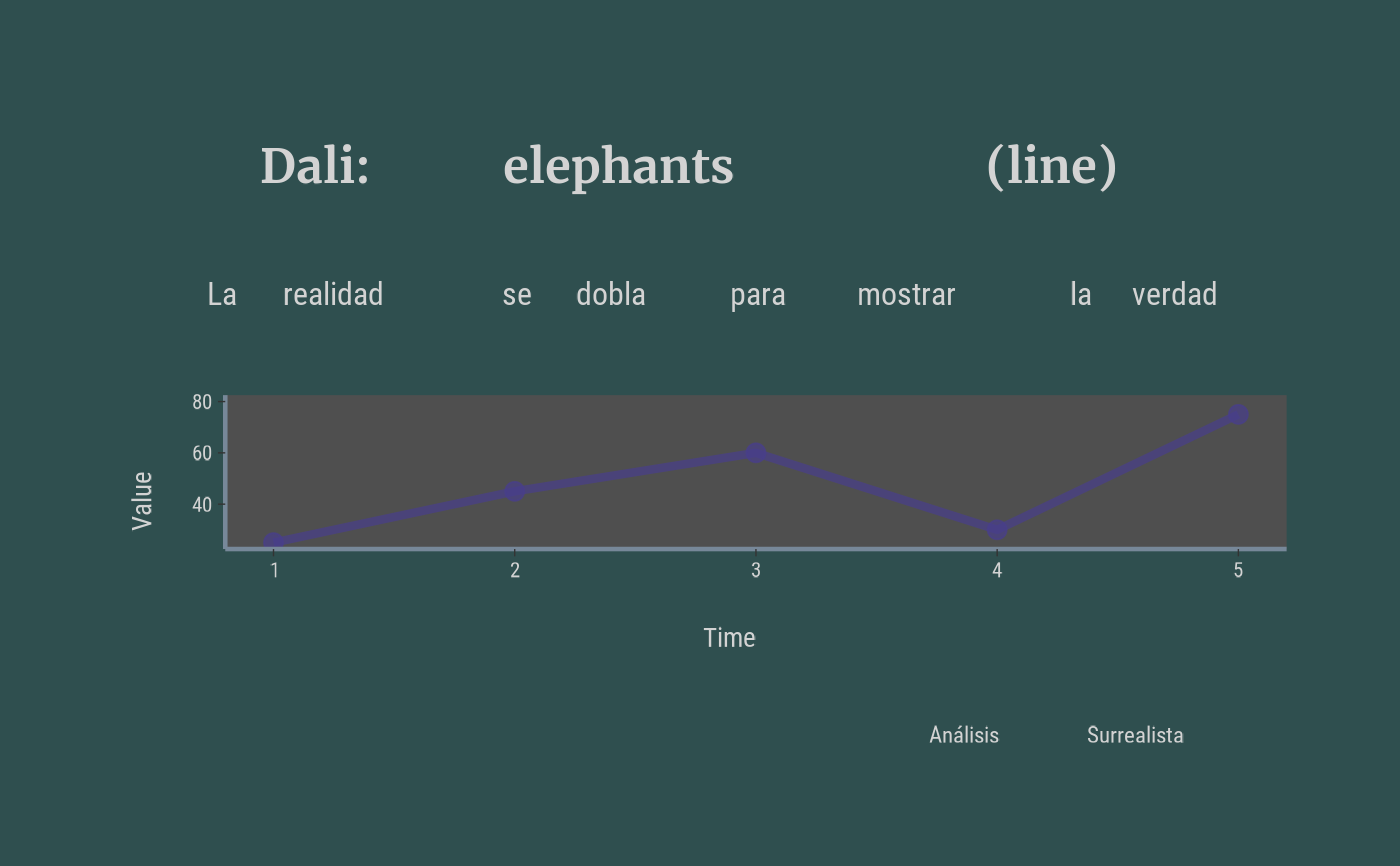 Dali: elephants (line)
La realidad se dobla para mostrar la verdad
80
60
40
Value
1 2 3 4 5
Time
Análisis Surrealista